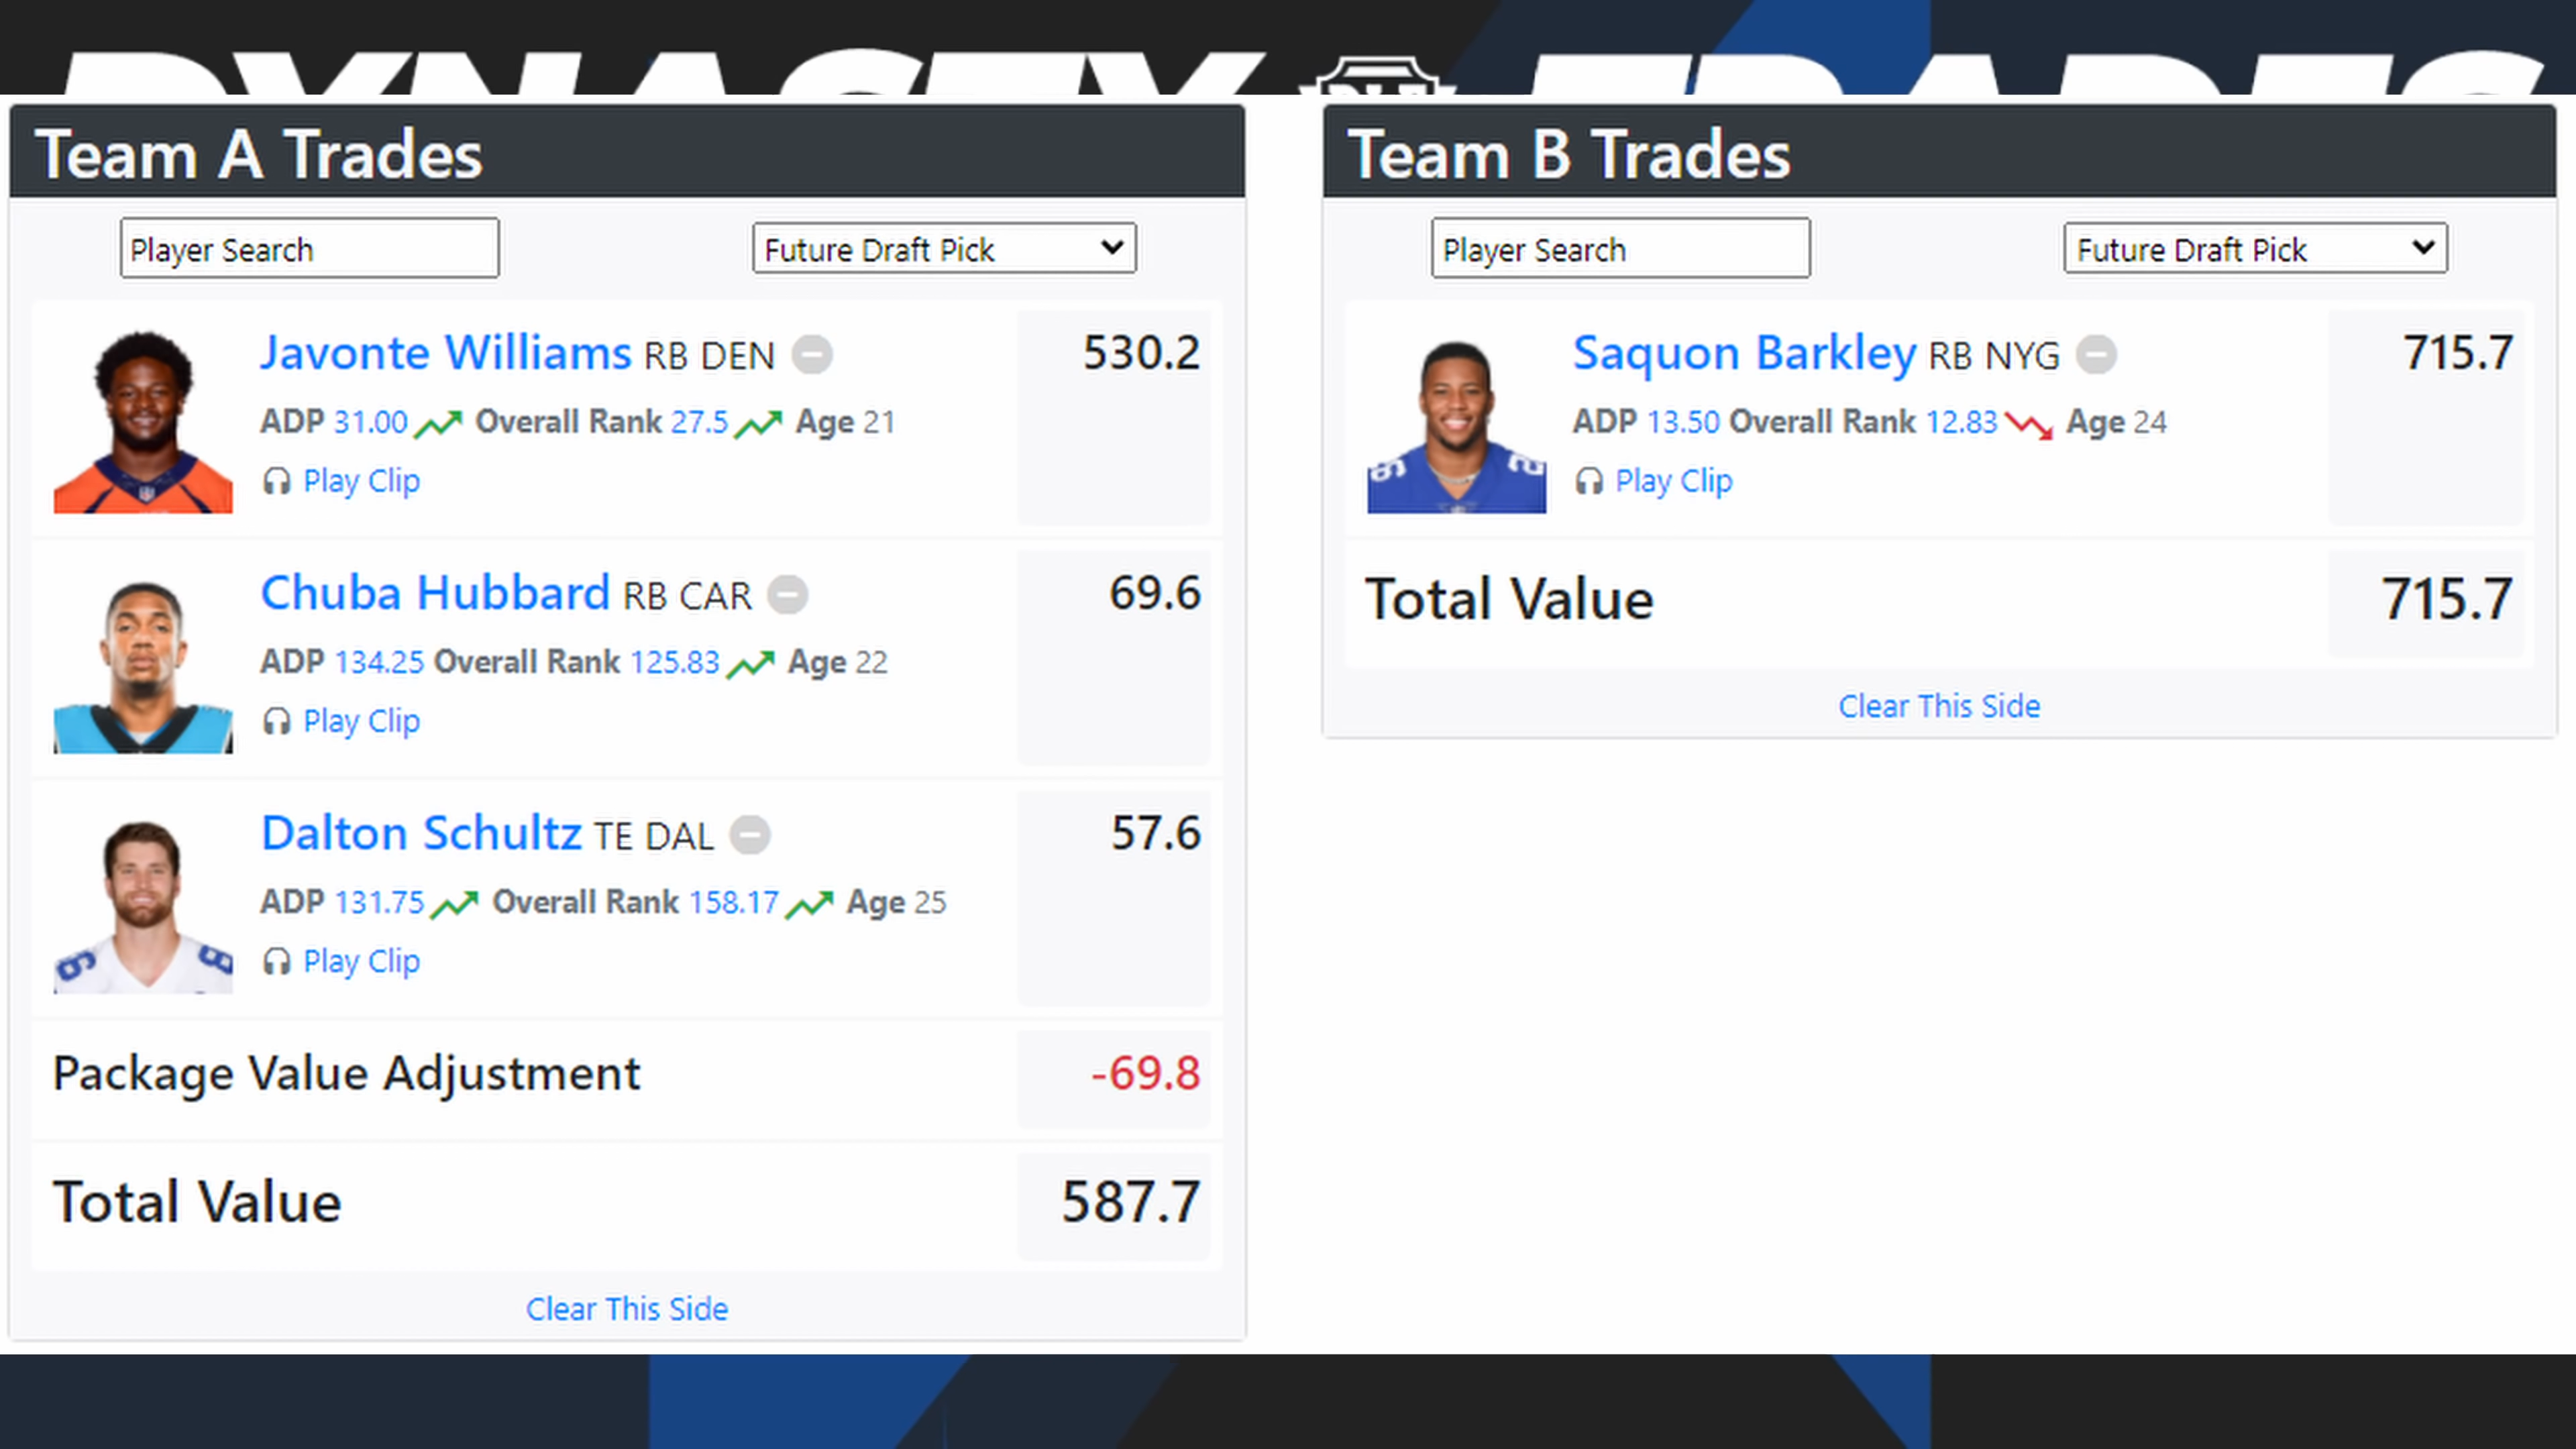 DYNASTY TRADES
Team A Trades
Player Search
Future Draft Pick
Javonte Williams RB DEN
530.2
ADP 31.00 Overall Rank 27.5 Age 21
Play Clip
Chuba Hubbard RB CAR
69.6
ADP 134.25 Overall Rank 125.83 Age 22
Play Clip
Dalton Schultz TE DAL
57.6
ADP 131.75 Overall Rank 158.17 Age 25
Play Clip
Package Value Adjustment
-69.8
Total Value
587.7
Clear This Side
Team B Trades
Player Search
Future Draft Pick
Saquon Barkley RB NYG
715.7
ADP 13.50 Overall Rank 12.83 Age 24
Play Clip
Total Value
715.7
Clear This Side